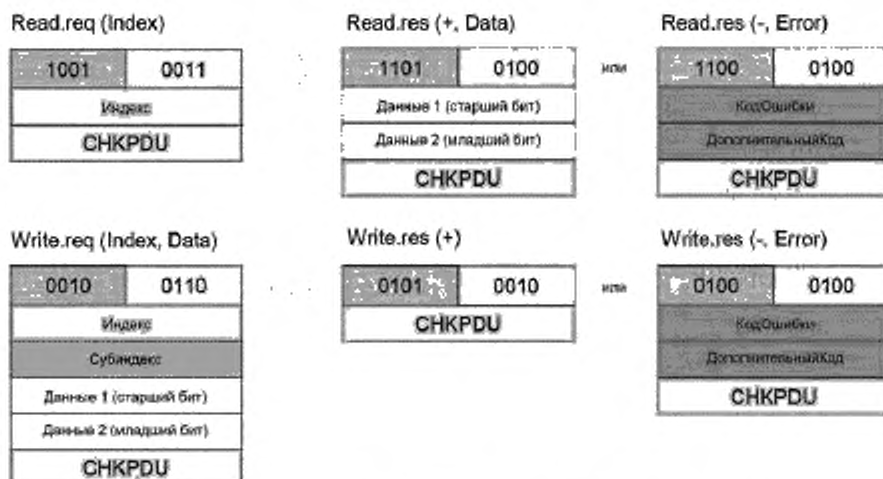 Read.req (Index)
1001 0011
Индекс
CHKPDU
Read.res (+, Data)
1101 0100
Данные 1 (старший бит)
Данные 2 (младший бит)
CHKPDU
или
Read.res (-, Error)
1100 0100
КодОшибки
ДополнительныйКод
CHKPDU
Write.req (Index, Data)
0010 0110
Индекс
Субиндекс
Данные 1 (старший бит)
Данные 2 (младший бит)
CHKPDU
Write.res (+)
0101 0010
CHKPDU
или
Write.res (-, Error)
0100 0100
КодОшибки
ДополнительныйКод
CHKPDU